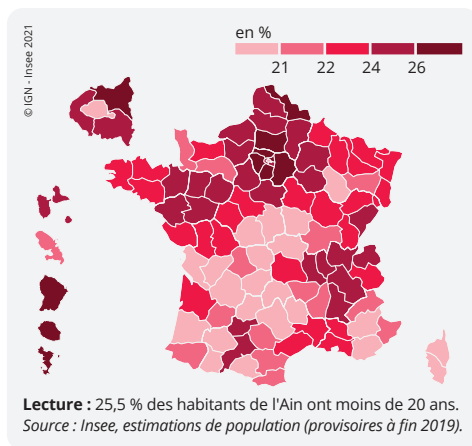 © IGN - Insee 2021
en %
21 22 24 26
Lecture : 25,5 % des habitants de l'Ain ont moins de 20 ans.
Source : Insee, estimations de population (provisoires à fin 2019).